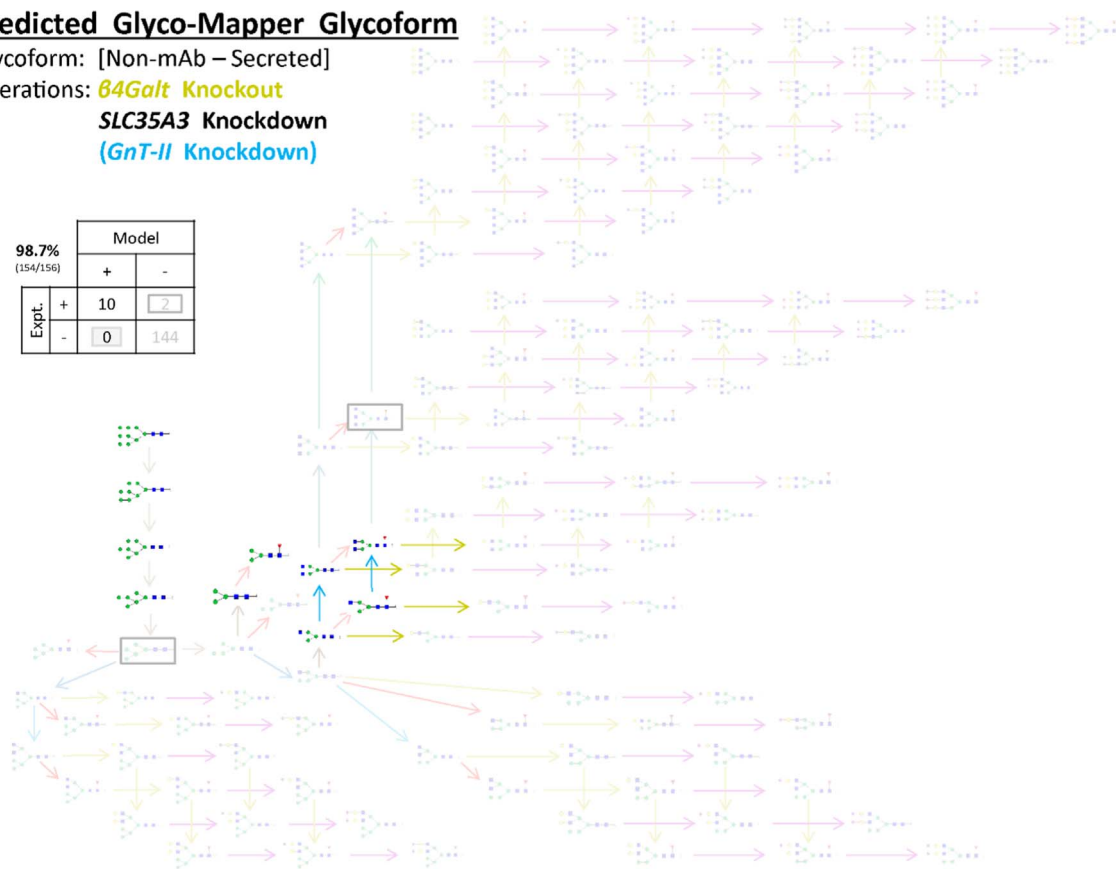 edicted Glyco-Mapper Glycoform
ycoform: [Non-mAb – Secreted]
erations: β4Galt Knockout
SLC35A3 Knockdown
(GnT-II Knockdown)
98.7%
(154/156)
Model
+ -
Expt.
+ 10 2
- 0 144